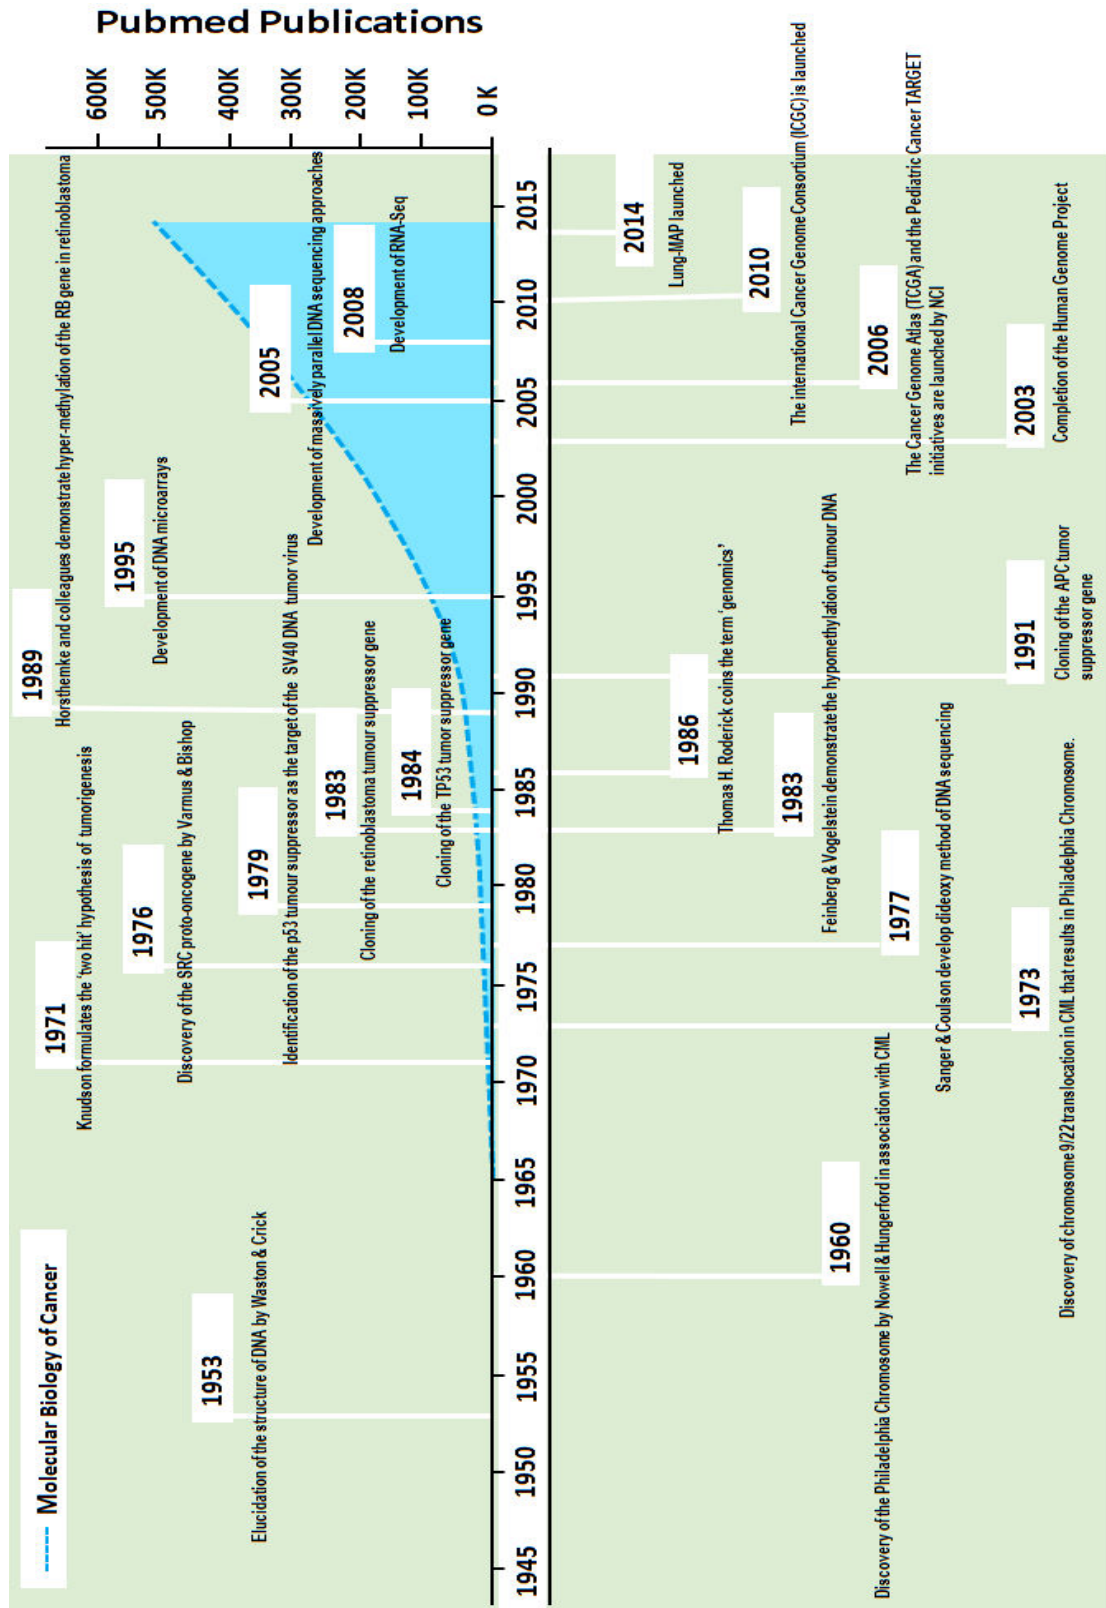 Molecular Biology of Cancer
1953
Elucidation of the structure of DNA by Waston & Crick
1971
Knudson formulates the 'two hit' hypothesis of tumorigenesis
1976
Discovery of the SRC proto-oncogene by Varmus & Bishop
1979
Identification of the p53 tumour suppressor as the target of the SV40 DNA tumor virus
1983
Cloning of the retinoblastoma tumour suppressor gene
1984
Cloning of the TP53 tumor suppressor gene
1989
Horsthemke and colleagues demonstrate hyper-methylation of the RB gene in retinoblastoma
1995
Development of DNA microarrays
2005
Development of massively parallel DNA sequencing approaches
2008
Development of RNA-Seq
Pubmed Publications
600K
500K
400K
300K
200K
100K
0 K
1945
1950
1955
1960
1965
1970
1975
1980
1985
1990
1995
2000
2005
2010
2015
1960
Discovery of the Philadelphia Chromosome by Nowell & Hungerford in association with CML
1973
Discovery of chromosome 9/22 translocation in CML that results in Philadelphia Chromosome.
1977
Sanger & Coulson develop dideoxy method of DNA sequencing
1983
Feinberg & Vogelstein demonstrate the hypomethylation of tumour DNA
1986
Thomas H. Roderick coins the term ‘genomics’
1991
Cloning of the APC tumor
suppressor gene
2003
Completion of the Human Genome Project
2006
The Cancer Genome Atlas (TCGA) and the Pediatric Cancer TARGET
initiatives are launched by NCI
2010
The international Cancer Genome Consortium (ICGC) is launched
2014
Lung-MAP launched